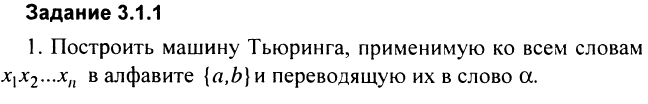 Задание 3.1.1
1. Построить машину Тьюринга, применимую ко всем словам
x₁x₂...xₙ в алфавите {a,b} и переводящую их в слово α.